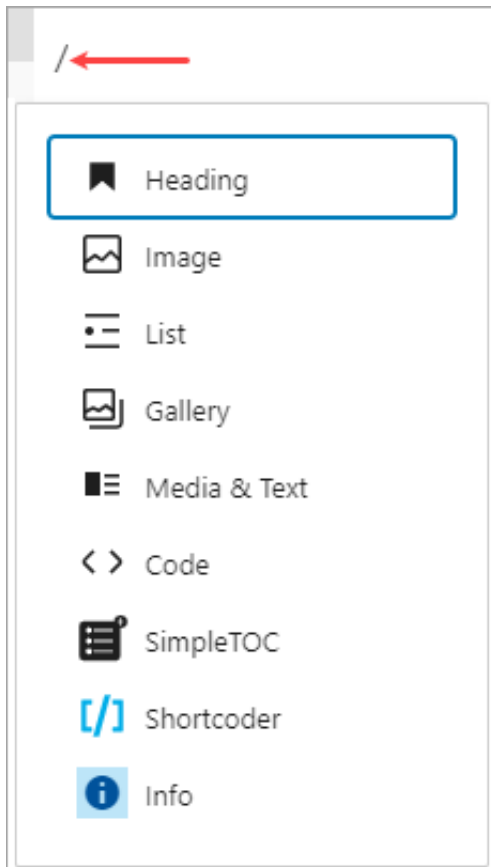 /
Heading
Image
List
Gallery
Media & Text
Code
SimpleTOC
[/] Shortcoder
Info